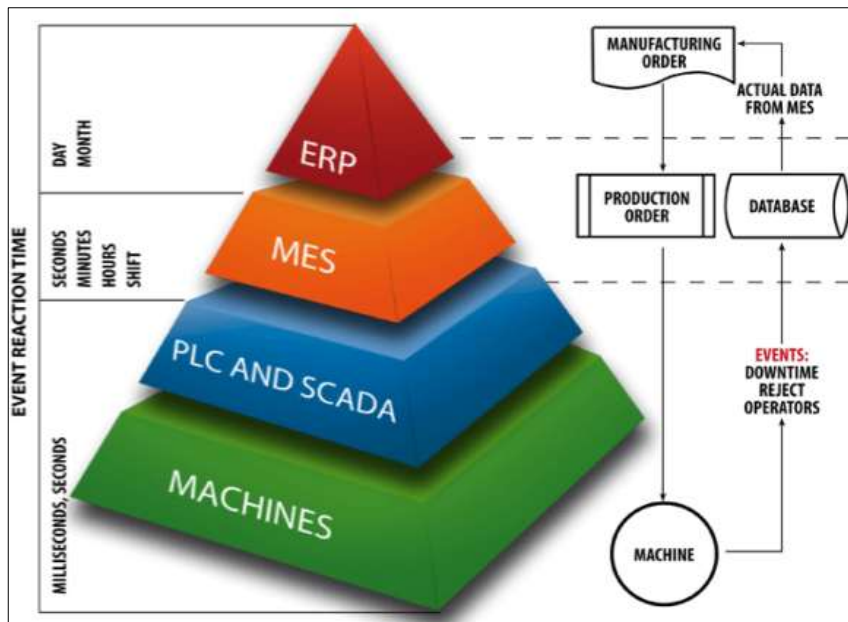 EVENT REACTION TIME
DAY
MONTH
SECONDS
MINUTES
HOURS
SHIFT
MILLISECONDS, SECONDS
ERP
MES
PLC AND SCADA
MACHINES
MANUFACTURING
ORDER
ACTUAL DATA
FROM MES
PRODUCTION
ORDER
DATABASE
EVENTS:
DOWNTIME
REJECT
OPERATORS
MACHINE